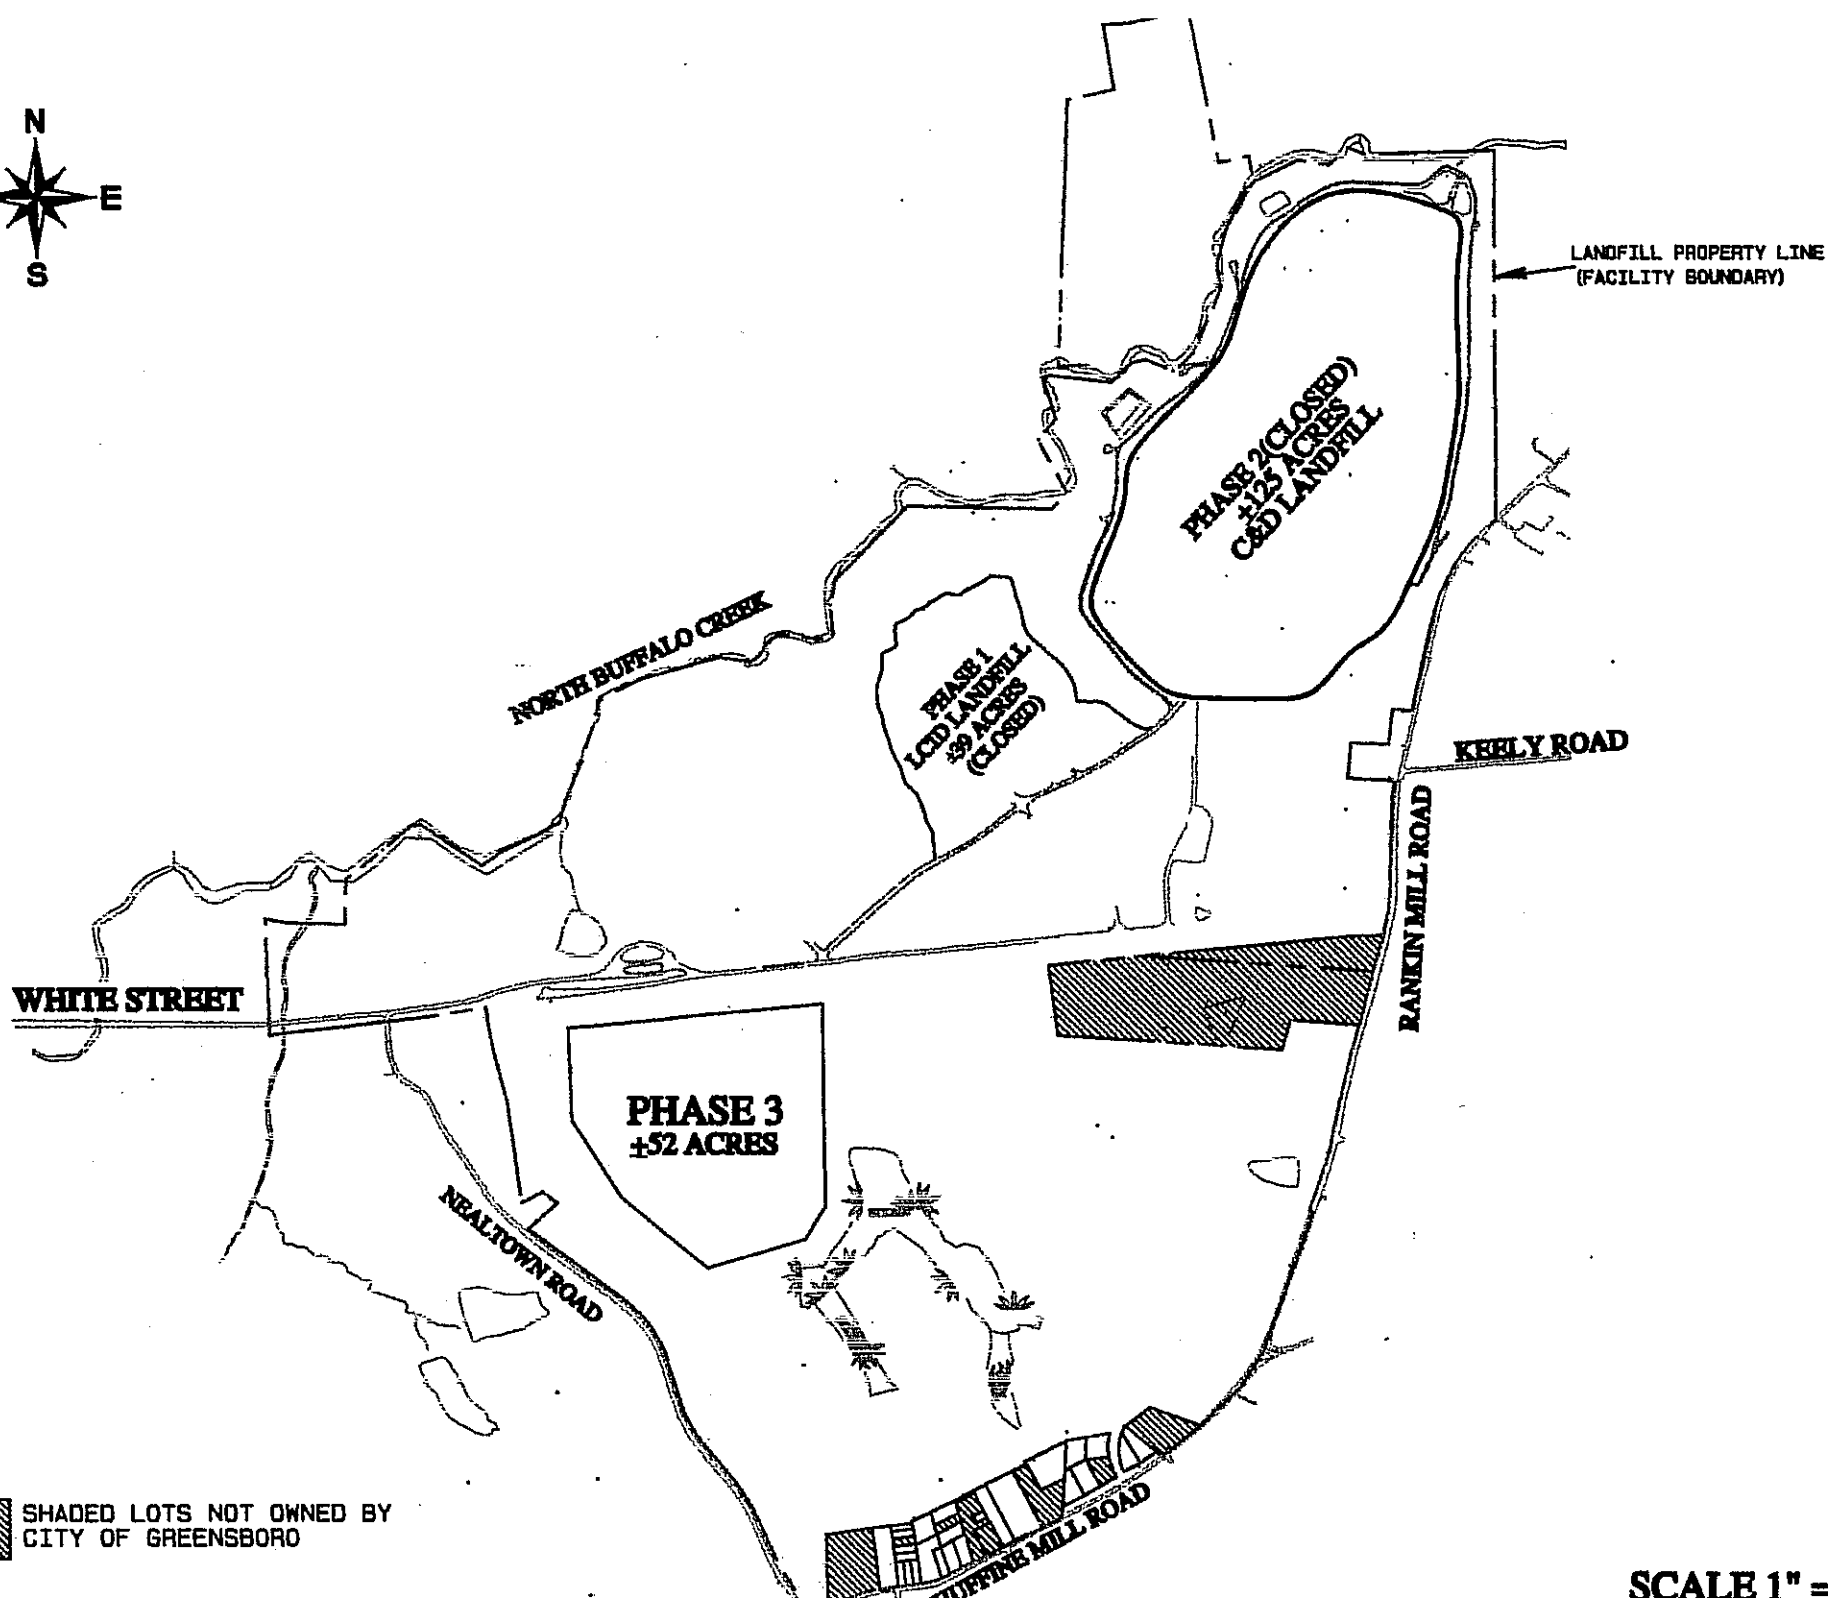 N
E
S
LANDFILL PROPERTY LINE
(FACILITY BOUNDARY)
PHASE 2(CLOSED)
±125 ACRES
C&D LANDFILL
NORTH BUFFALO CREEK
PHASE 1
LCID LANDFILL
±39 ACRES
(CLOSED)
KEELY ROAD
RANKIN MILL ROAD
WHITE STREET
PHASE 3
±52 ACRES
NEALTOWN ROAD
HUFFINE MILL ROAD
SHADED LOTS NOT OWNED BY
CITY OF GREENSBORO
SCALE 1" =